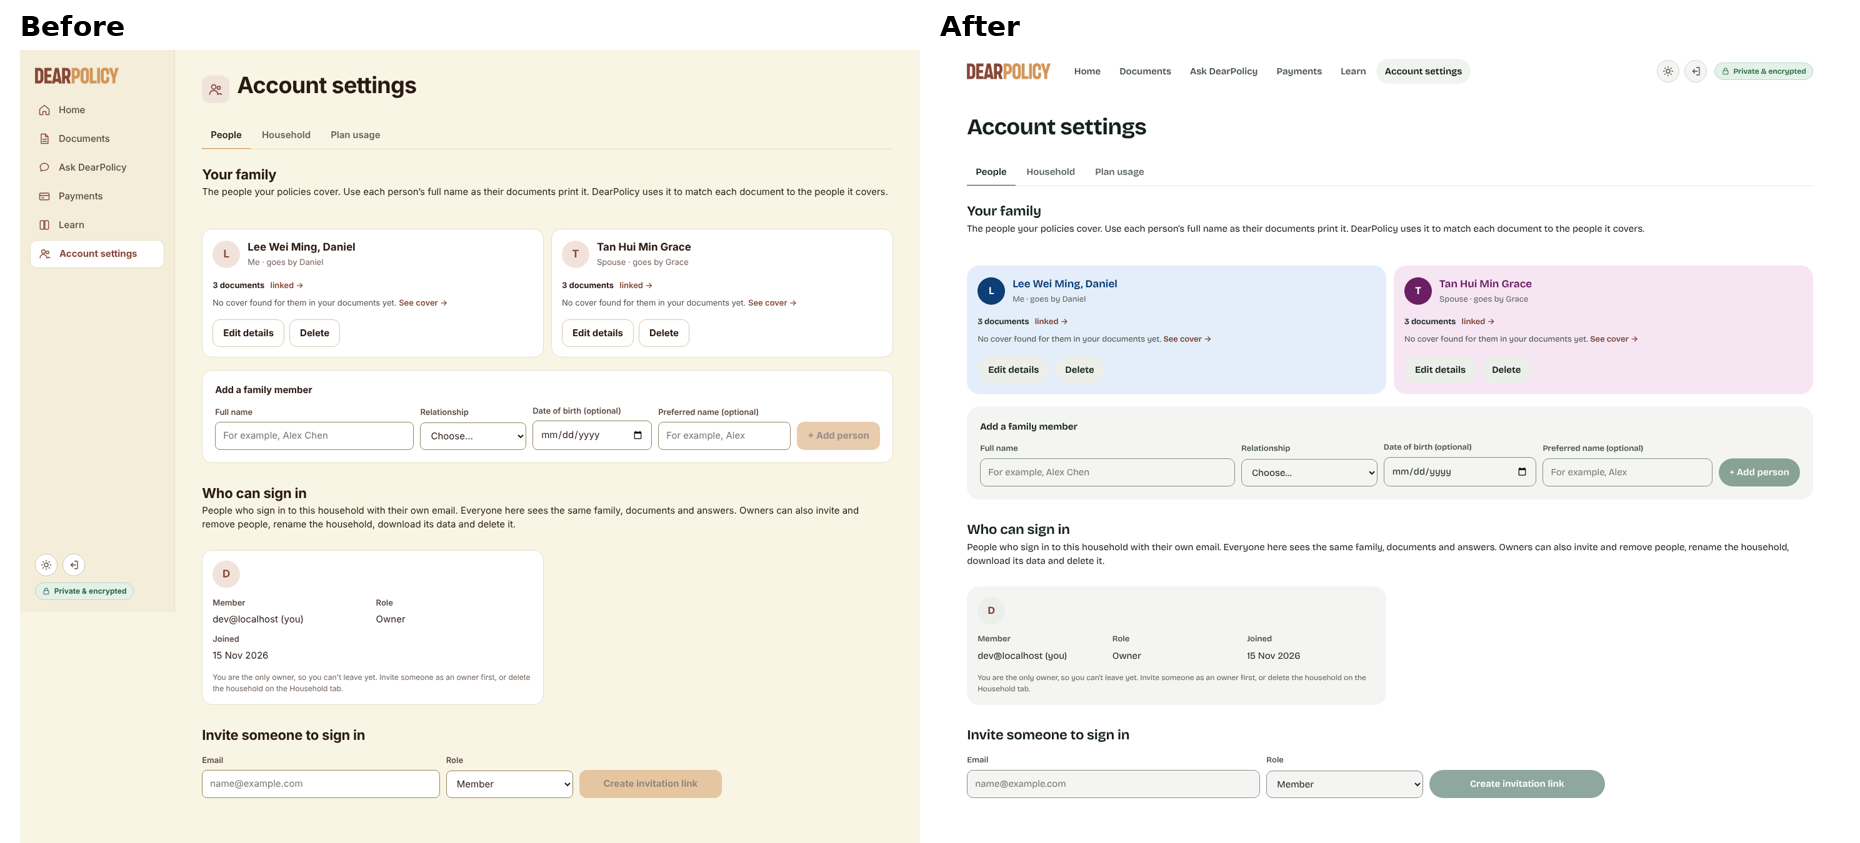 Before
DEARPOLICY
Home
Documents
Ask DearPolicy
Payments
Learn
Account settings
Private & encrypted
Account settings
People Household Plan usage
Your family
The people your policies cover. Use each person's full name as their documents print it. DearPolicy uses it to match each document to the people it covers.
L
Lee Wei Ming, Daniel
Me · goes by Daniel
3 documents linked →
No cover found for them in your documents yet. See cover →
Edit details Delete
T
Tan Hui Min Grace
Spouse · goes by Grace
3 documents linked →
No cover found for them in your documents yet. See cover →
Edit details Delete
Add a family member
Full name Relationship Date of birth (optional) Preferred name (optional)
For example, Alex Chen Choose... mm/dd/yyyy For example, Alex + Add person
Who can sign in
People who sign in to this household with their own email. Everyone here sees the same family, documents and answers. Owners can also invite and
remove people, rename the household, download its data and delete it.
D
Member Role
dev@localhost (you) Owner
Joined
15 Nov 2026
You are the only owner, so you can't leave yet. Invite someone as an owner first, or delete
the household on the Household tab.
Invite someone to sign in
Email Role
name@example.com Member Create invitation link
After
DEARPOLICY Home Documents Ask DearPolicy Payments Learn Account settings Private & encrypted
Account settings
People Household Plan usage
Your family
The people your policies cover. Use each person's full name as their documents print it. DearPolicy uses it to match each document to the people it covers.
L
Lee Wei Ming, Daniel
Me · goes by Daniel
3 documents linked →
No cover found for them in your documents yet. See cover →
Edit details Delete
T
Tan Hui Min Grace
Spouse · goes by Grace
3 documents linked →
No cover found for them in your documents yet. See cover →
Edit details Delete
Add a family member
Full name Relationship Date of birth (optional) Preferred name (optional)
For example, Alex Chen Choose... mm/dd/yyyy For example, Alex + Add person
Who can sign in
People who sign in to this household with their own email. Everyone here sees the same family, documents and answers. Owners can also invite and remove people, rename the household,
download its data and delete it.
D
Member Role Joined
dev@localhost (you) Owner 15 Nov 2026
You are the only owner, so you can't leave yet. Invite someone as an owner first, or delete the household on the
Household tab.
Invite someone to sign in
Email Role
name@example.com Member Create invitation link